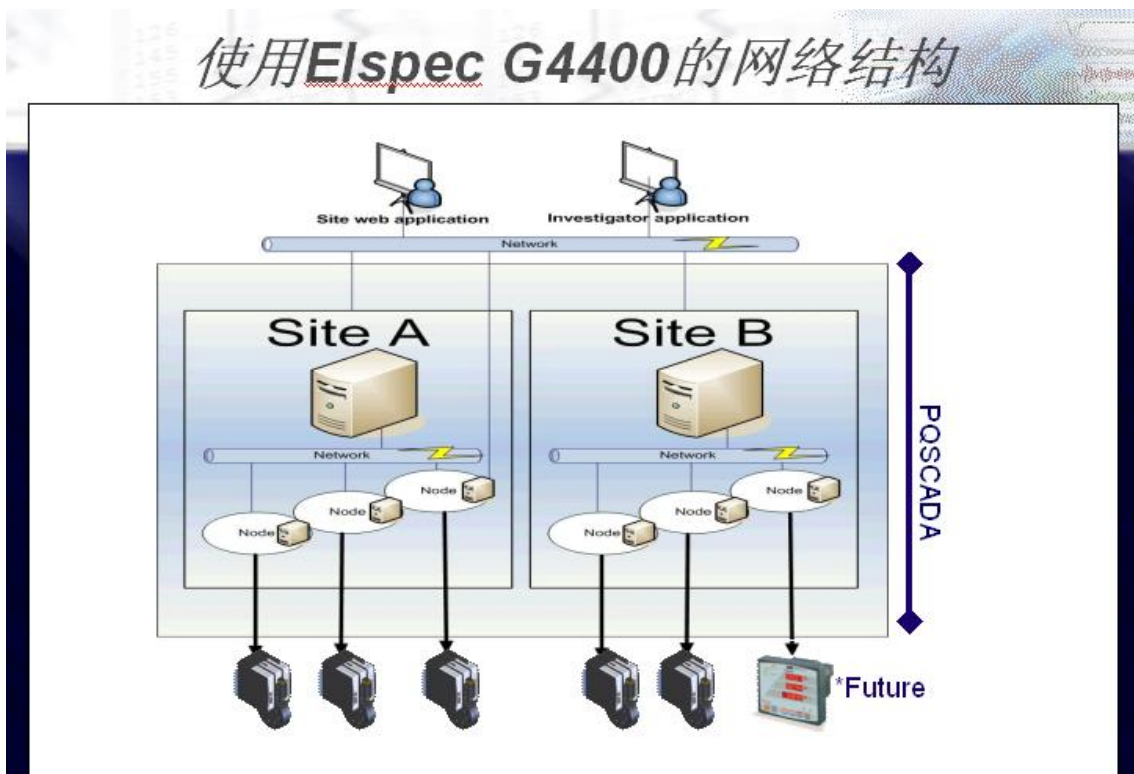 使用Elspec G4400的网络结构
Site web application
Investigator application
Network
Site A
Site B
Network
Network
Node
Node
Node
Node
Node
Node
PQSCADA
*Future